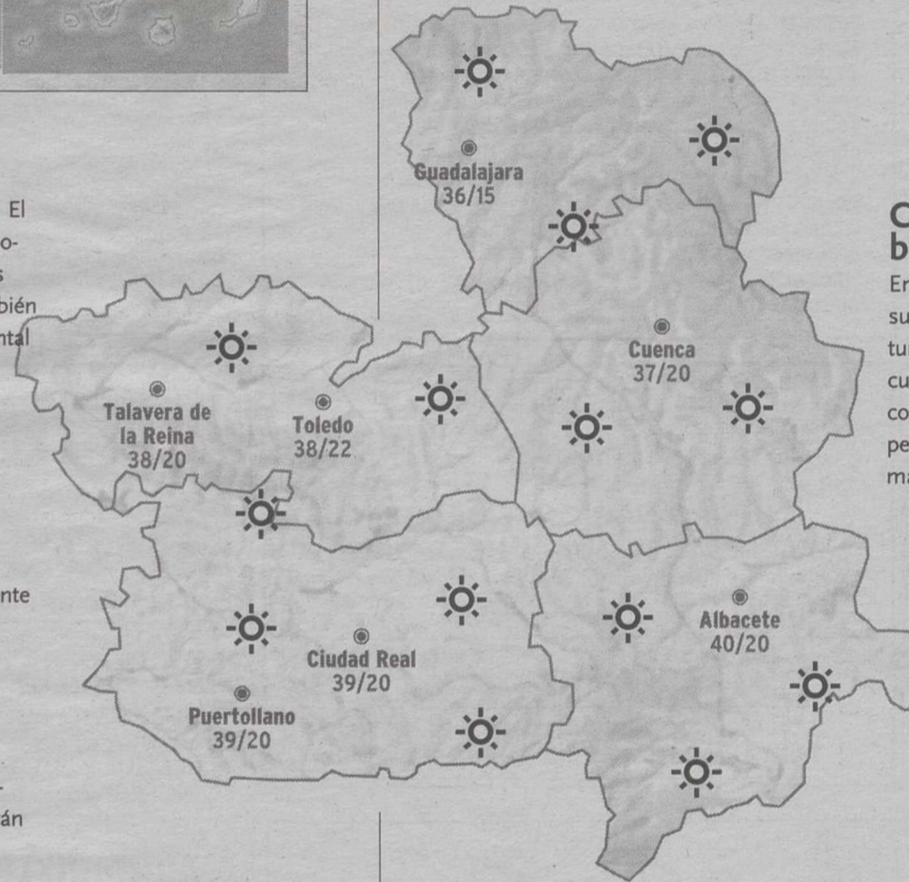 El
o-
s
bién
ntal
nte
-
án
Guadalajara
36/15
Cuenca
37/20
Talavera de
la Reina
38/20
Toledo
38/22
Ciudad Real
39/20
Puertollano
39/20
Albacete
40/20
C
b
En
su
tu
cu
co
pe
ma